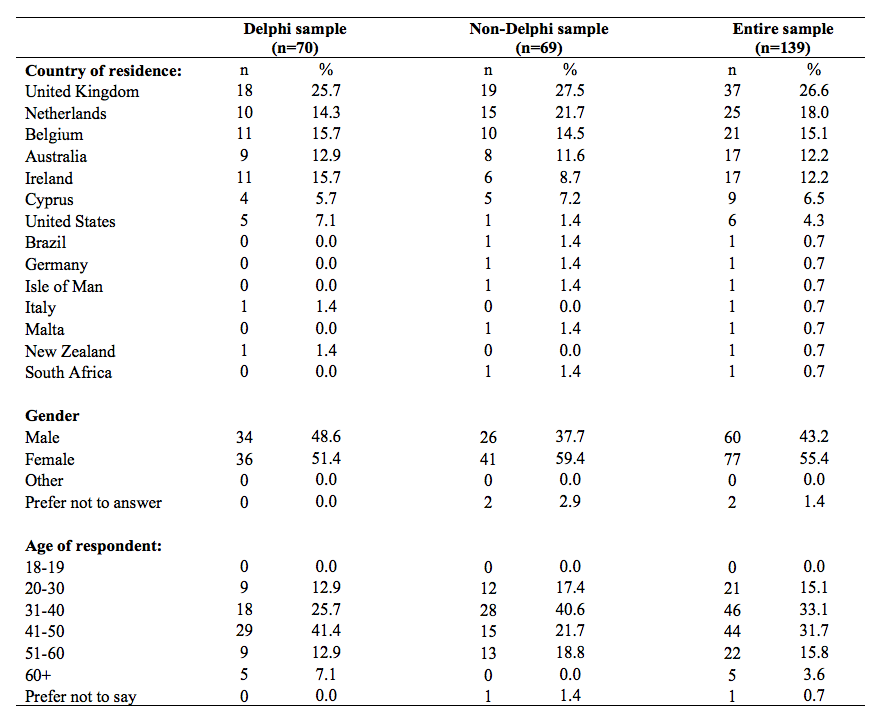 Delphi sample Non-Delphi sample Entire sample
(n=70) (n=69) (n=139)
Country of residence: n % n % n %
United Kingdom 18 25.7 19 27.5 37 26.6
Netherlands 10 14.3 15 21.7 25 18.0
Belgium 11 15.7 10 14.5 21 15.1
Australia 9 12.9 8 11.6 17 12.2
Ireland 11 15.7 6 8.7 17 12.2
Cyprus 4 5.7 5 7.2 9 6.5
United States 5 7.1 1 1.4 6 4.3
Brazil 0 0.0 1 1.4 1 0.7
Germany 0 0.0 1 1.4 1 0.7
Isle of Man 0 0.0 1 1.4 1 0.7
Italy 1 1.4 0 0.0 1 0.7
Malta 0 0.0 1 1.4 1 0.7
New Zealand 1 1.4 0 0.0 1 0.7
South Africa 0 0.0 1 1.4 1 0.7
Gender
Male 34 48.6 26 37.7 60 43.2
Female 36 51.4 41 59.4 77 55.4
Other 0 0.0 0 0.0 0 0.0
Prefer not to answer 0 0.0 2 2.9 2 1.4
Age of respondent:
18-19 0 0.0 0 0.0 0 0.0
20-30 9 12.9 12 17.4 21 15.1
31-40 18 25.7 28 40.6 46 33.1
41-50 29 41.4 15 21.7 44 31.7
51-60 9 12.9 13 18.8 22 15.8
60+ 5 7.1 0 0.0 5 3.6
Prefer not to say 0 0.0 1 1.4 1 0.7